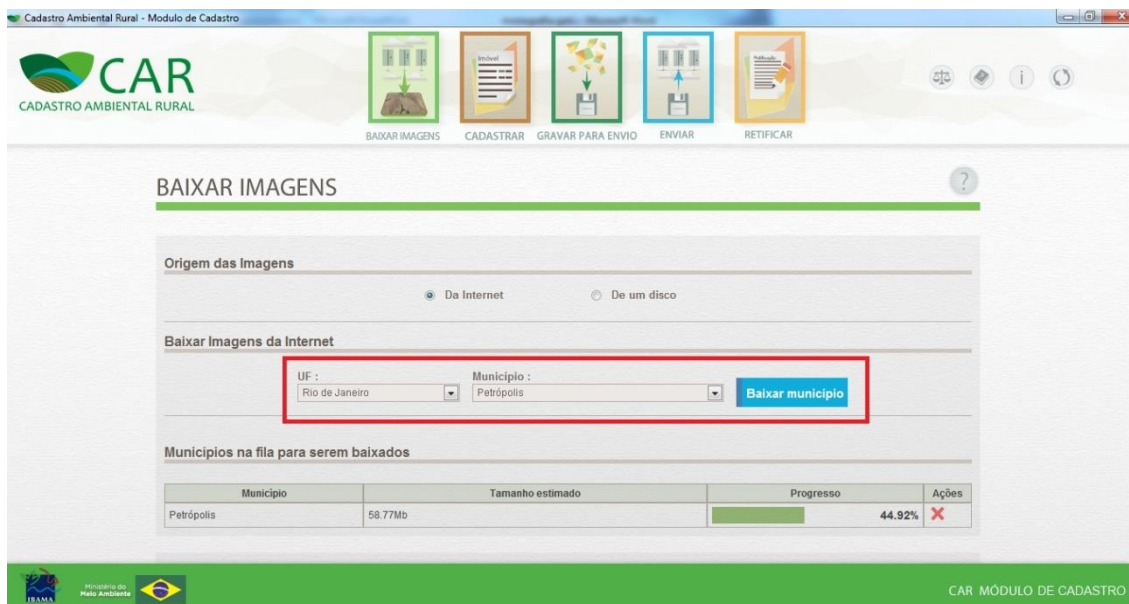 Cadastro Ambiental Rural - Modulo de Cadastro
CAR
CADASTRO AMBIENTAL RURAL
Imóvel
BAIXAR IMAGENS
CADASTRAR
GRAVAR PARA ENVIO
ENVIAR
RETIFICAR
BAIXAR IMAGENS
?
Origem das Imagens
Da Internet
De um disco
Baixar Imagens da Internet
UF :
Município :
Rio de Janeiro
Petrópolis
Baixar município
Municípios na fila para serem baixados
Município Tamanho estimado Progresso Ações
Petrópolis 58.77Mb 44.92%
IBAMA
Ministério do
Meio Ambiente
CAR MÓDULO DE CADASTRO